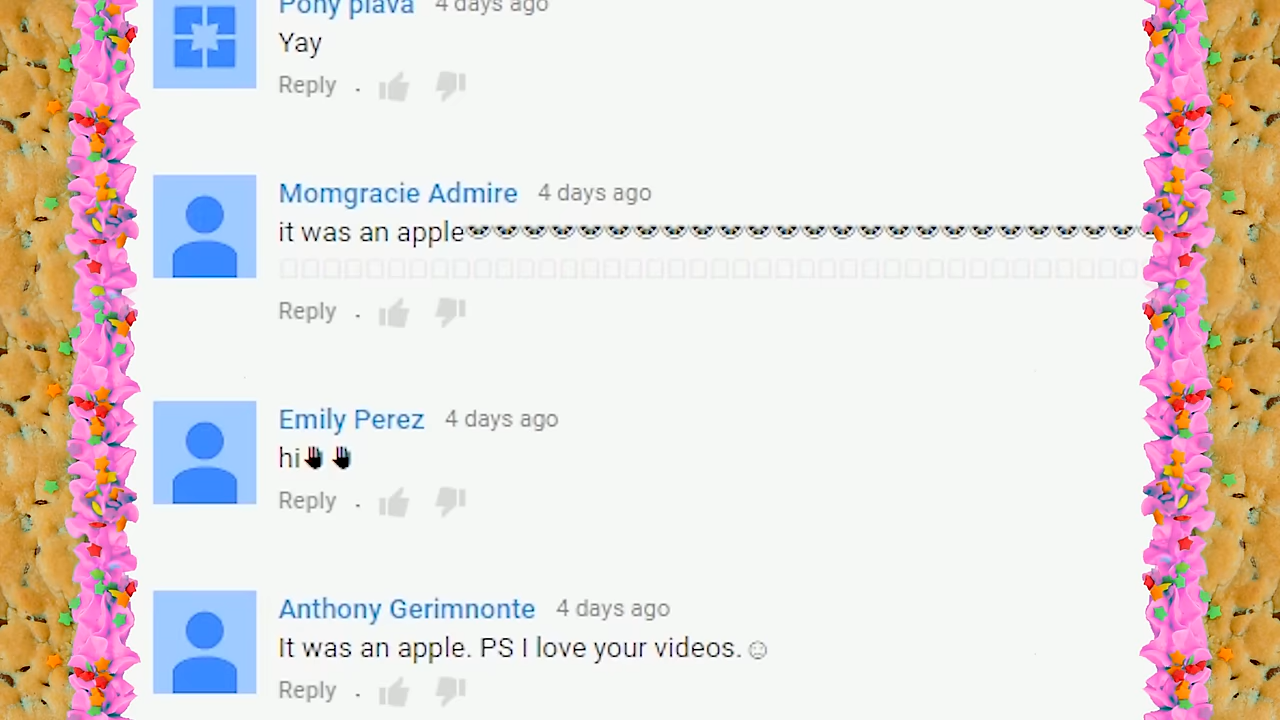 Pony plava 4 days ago
Yay
Reply .
Momgracie Admire 4 days ago
it was an apple🕶🕶🕶🕶🕶🕶🕶🕶🕶🕶🕶🕶🕶🕶🕶🕶🕶🕶🕶🕶🕶🕶🕶🕶🕶
Reply .
Emily Perez 4 days ago
hi🖐🖐
Reply .
Anthony Gerimnonte 4 days ago
It was an apple. PS I love your videos.☺
Reply .